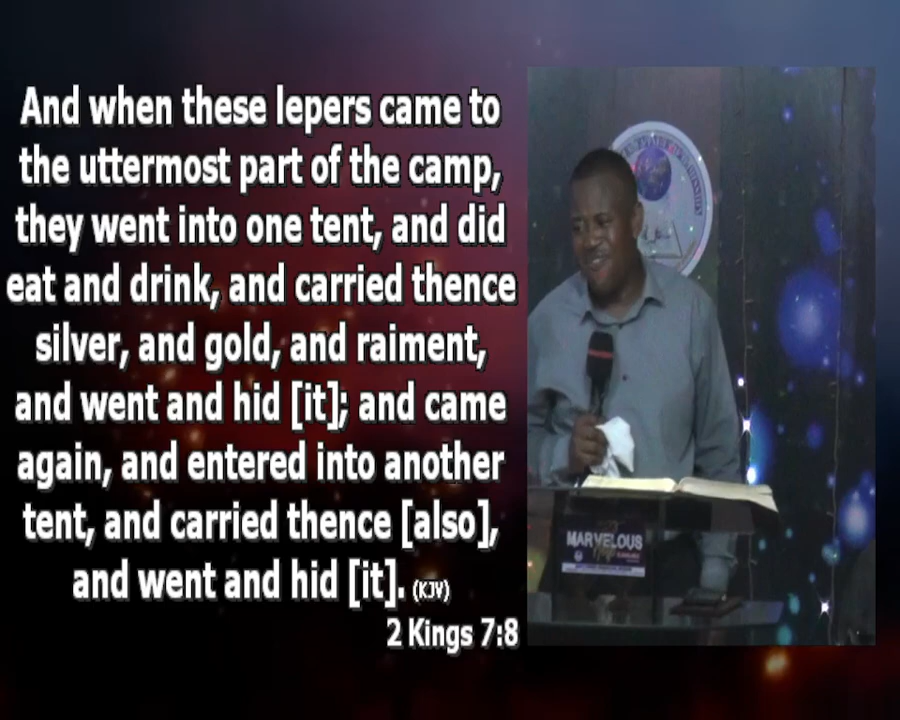 And when these lepers came to
the uttermost part of the camp,
they went into one tent, and did
eat and drink, and carried thence
silver, and gold, and raiment,
and went and hid [it]; and came
again, and entered into another
tent, and carried thence [also],
and went and hid [it]. (KJV)
2 Kings 7:8
MARVELOUS